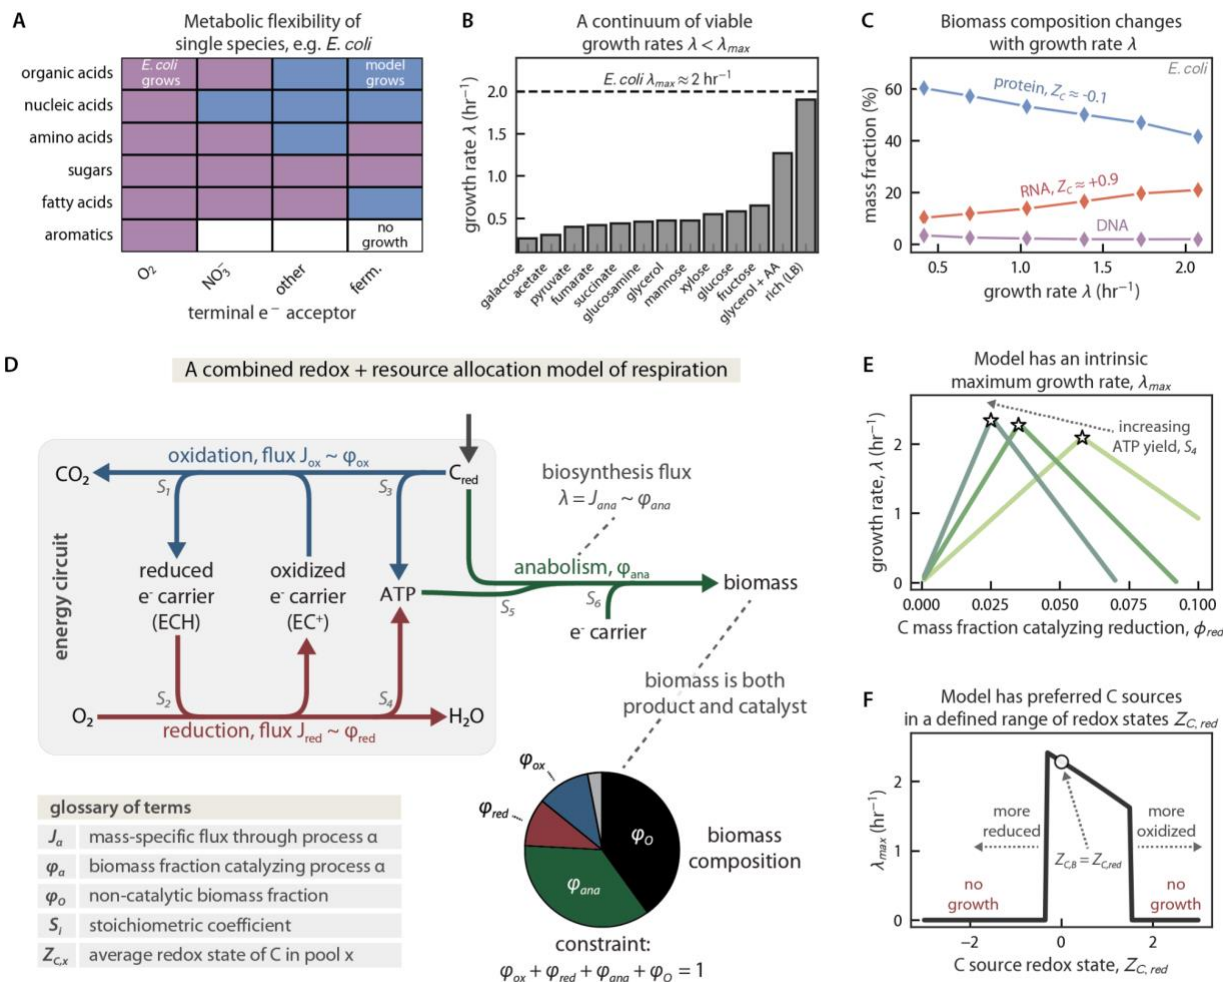 A
Metabolic flexibility of
single species, e.g. E. coli
organic acids
nucleic acids
amino acids
sugars
fatty acids
aromatics
E. coli
grows
model
grows
no
growth
O₂
NO₃⁻
other
ferm.
terminal e⁻ acceptor
B
A continuum of viable
growth rates λ < λmax
E. coli λmax ≈ 2 hr⁻¹
growth rate λ (hr⁻¹)
2.0
1.5
1.0
0.5
galactose
acetate
pyruvate
fumarate
succinate
glucosamine
glycerol
mannose
xylose
glucose
fructose
glycerol + AA
rich (LB)
C
Biomass composition changes
with growth rate λ
E. coli
protein, ZC ≈ -0.1
RNA, ZC ≈ +0.9
DNA
mass fraction (%)
60
40
20
0
0.5
1.0
1.5
2.0
growth rate λ (hr⁻¹)
D
A combined redox + resource allocation model of respiration
energy circuit
CO₂
oxidation, flux Jox ~ φox
Cred
S1
S3
biosynthesis flux
λ = Jana ~ φana
reduced
e⁻ carrier
(ECH)
oxidized
e⁻ carrier
(EC⁺)
ATP
anabolism, φana
biomass
S5
S6
e⁻ carrier
S2
S4
O₂
reduction, flux Jred ~ φred
H₂O
biomass is both
product and catalyst
φox
φred
φO
φana
biomass
composition
constraint:
φox + φred + φana + φO = 1
glossary of terms
Jα mass-specific flux through process α
φα biomass fraction catalyzing process α
φO non-catalytic biomass fraction
Si stoichiometric coefficient
ZC,x average redox state of C in pool x
E
Model has an intrinsic
maximum growth rate, λmax
increasing
ATP yield, S4
growth rate, λ (hr⁻¹)
2
1
0
0.000
0.025
0.050
0.075
0.100
C mass fraction catalyzing reduction, ϕred
F
Model has preferred C sources
in a defined range of redox states ZC, red
λmax (hr⁻¹)
2
1
0
more
reduced
more
oxidized
ZC,B = ZC,red
no
growth
no
growth
−2
0
2
C source redox state, ZC, red